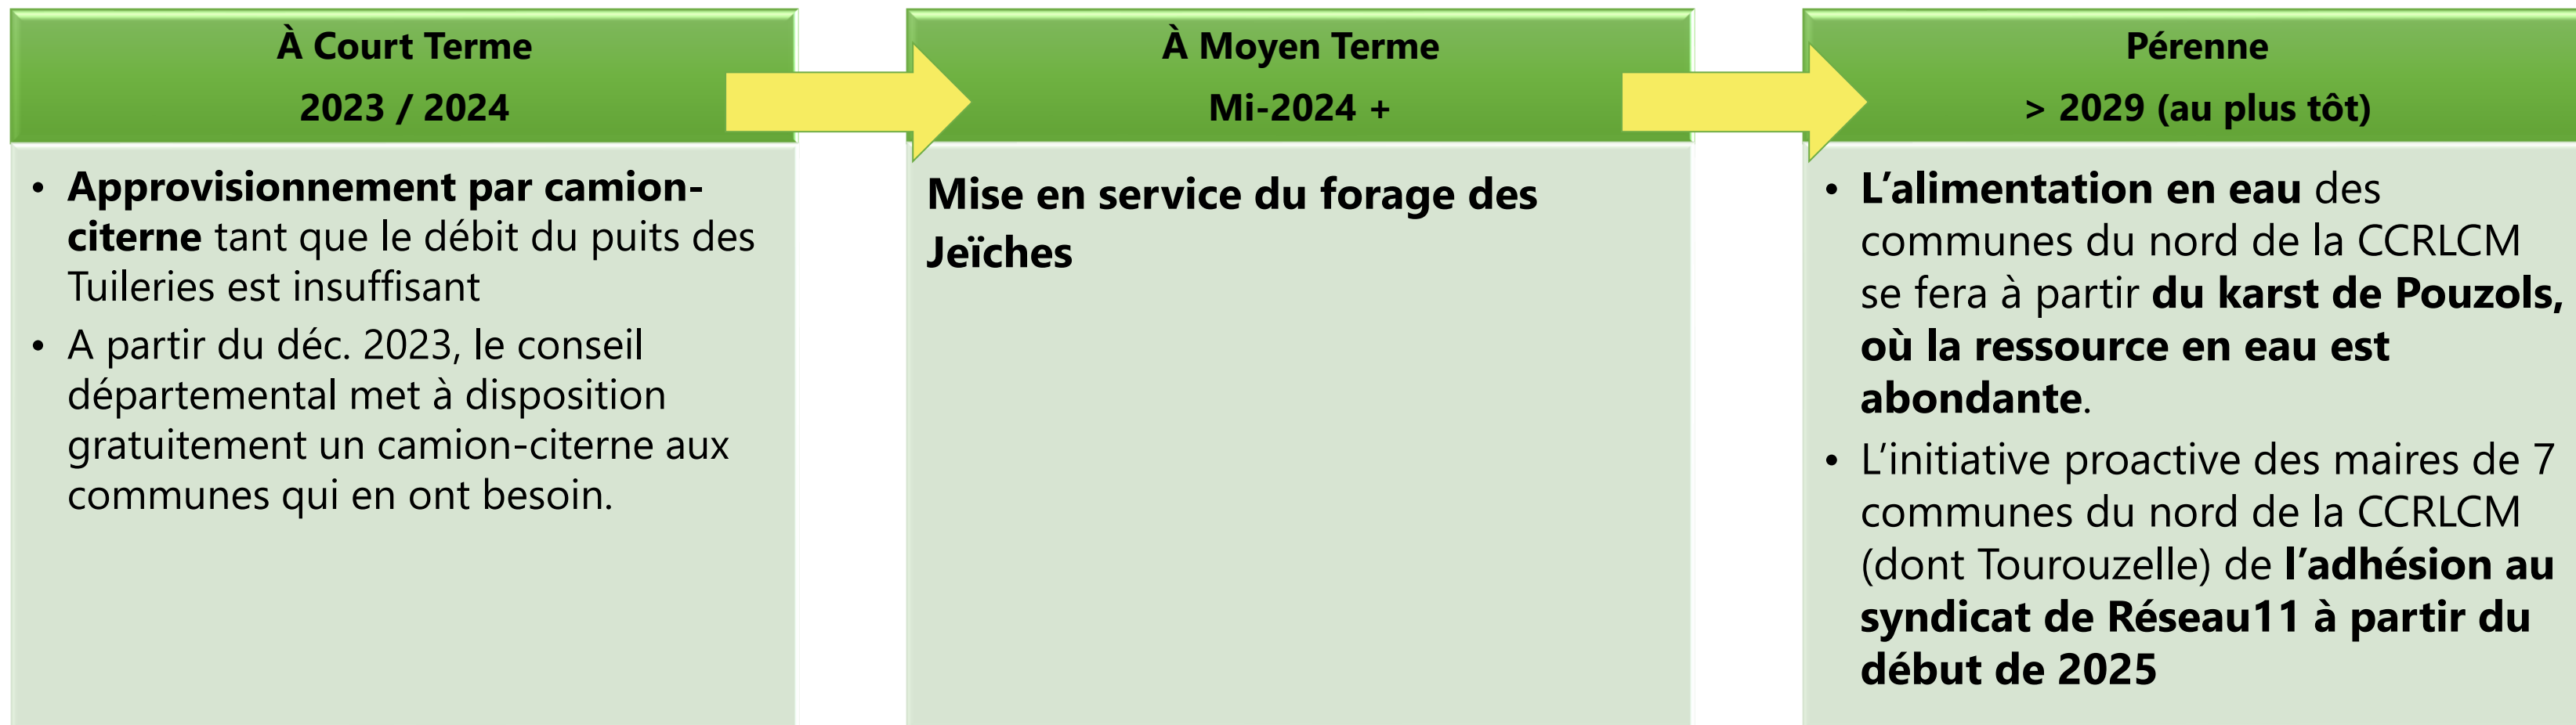 À Court Terme
2023 / 2024
• Approvisionnement par camion-
citerne tant que le débit du puits des
Tuileries est insuffisant
• A partir du déc. 2023, le conseil
départemental met à disposition
gratuitement un camion-citerne aux
communes qui en ont besoin.
À Moyen Terme
Mi-2024 +
Mise en service du forage des
Jeïches
Pérenne
> 2029 (au plus tôt)
• L’alimentation en eau des
communes du nord de la CCRLCM
se fera à partir du karst de Pouzols,
où la ressource en eau est
abondante.
• L’initiative proactive des maires de 7
communes du nord de la CCRLCM
(dont Tourouzelle) de l’adhésion au
syndicat de Réseau11 à partir du
début de 2025